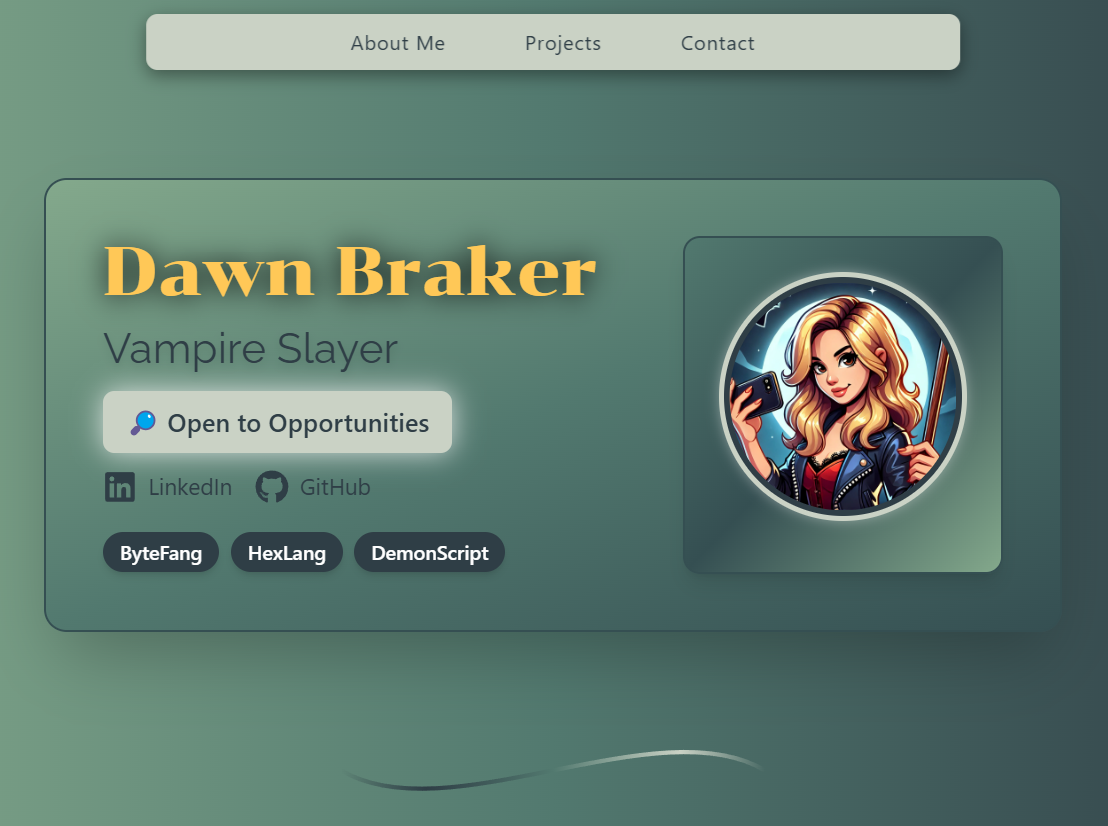 About Me Projects Contact
Dawn Braker
Vampire Slayer
🔎 Open to Opportunities
LinkedIn GitHub
ByteFang HexLang DemonScript